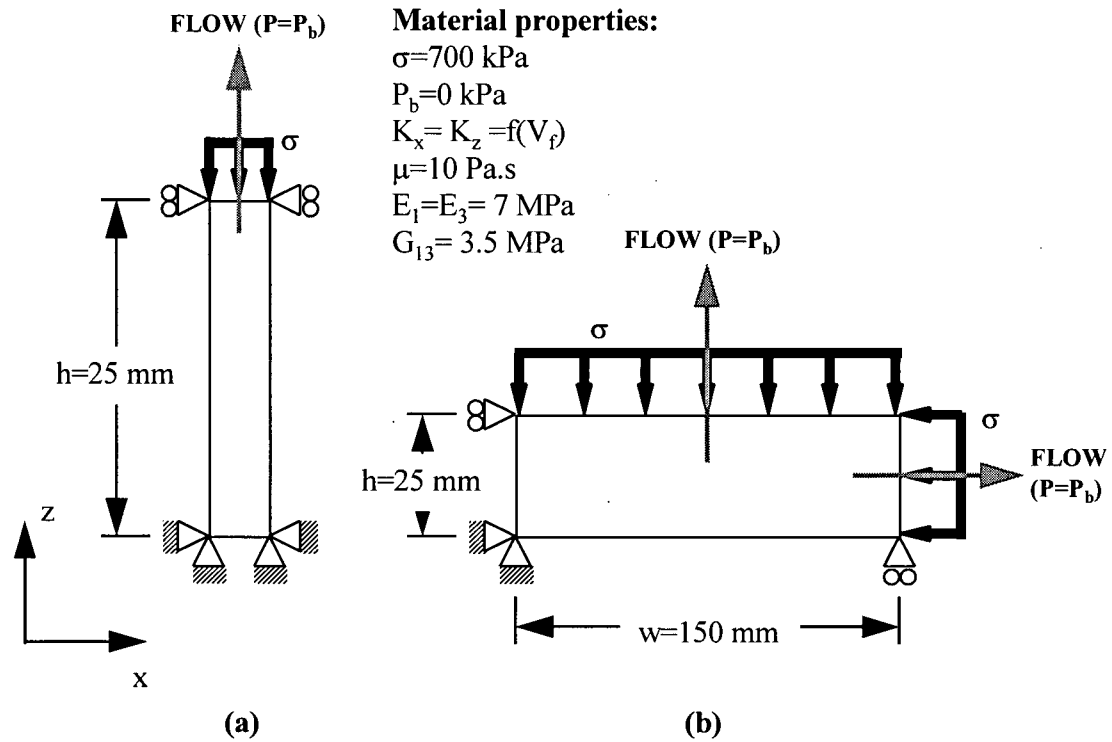 FLOW (P=P_b)
Material properties:
σ=700 kPa
P_b=0 kPa
K_x= K_z =f(V_f)
μ=10 Pa.s
E_1=E_3= 7 MPa
G_13= 3.5 MPa
σ
h=25 mm
z
x
(a)
FLOW (P=P_b)
σ
σ
h=25 mm
FLOW
(P=P_b)
w=150 mm
(b)